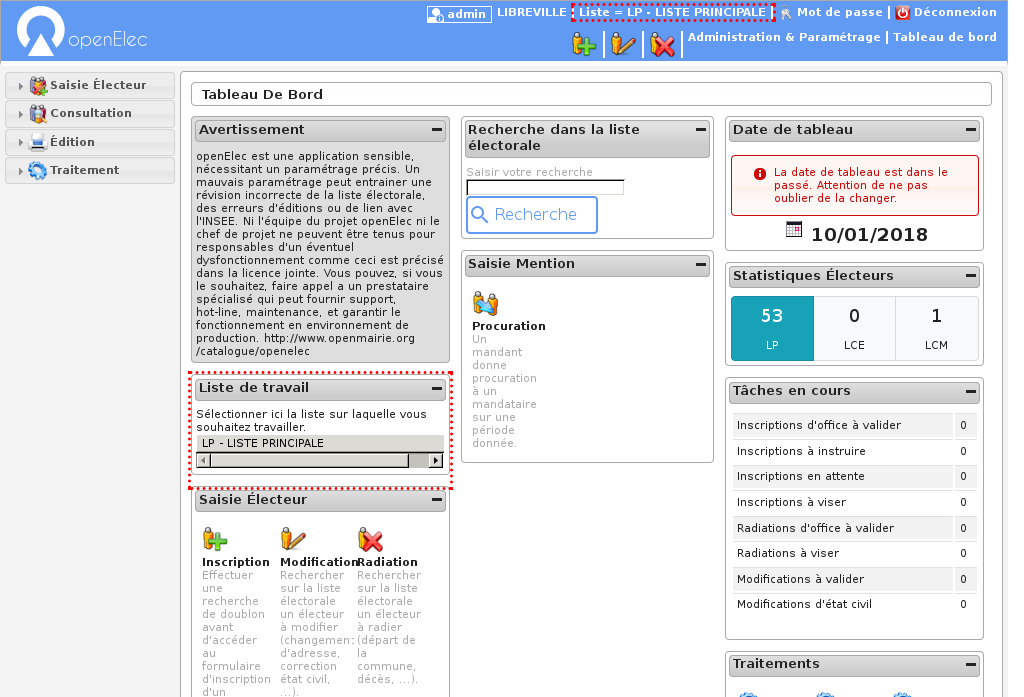 openElec
admin LIBREVILLE Liste = LP - LISTE PRINCIPALE Mot de passe | Déconnexion
Administration & Paramétrage | Tableau de bord
Saisie Électeur
Consultation
Édition
Traitement
Tableau De Bord
Avertissement
openElec est une application sensible,
nécessitant un paramétrage précis. Un
mauvais paramétrage peut entrainer une
révision incorrecte de la liste électorale,
des erreurs d'éditions ou de lien avec
l'INSEE. Ni l'équipe du projet openElec ni le
chef de projet ne peuvent être tenus pour
responsables d'un éventuel
dysfonctionnement comme ceci est précisé
dans la licence jointe. Vous pouvez, si vous
le souhaitez, faire appel a un prestataire
spécialisé qui peut fournir support,
hot-line, maintenance, et garantir le
fonctionnement en environnement de
production. http://www.openmairie.org
/catalogue/openelec
Liste de travail
Sélectionner ici la liste sur laquelle vous
souhaitez travailler.
LP - LISTE PRINCIPALE
Saisie Électeur
Inscription
Effectuer
une
recherche
de doublon
avant
d'accéder
au
formulaire
d'inscription
d'un
Modification
Rechercher
sur la liste
électorale
un électeur
à modifier
(changement
d'adresse,
correction
état civil,
...).
Radiation
Rechercher
sur la liste
électorale
un électeur
à radier
(départ de
la
commune,
décès, ...).
Recherche dans la liste
électorale
Saisir votre recherche
Recherche
Saisie Mention
Procuration
Un
mandant
donne
procuration
à un
mandataire
sur une
période
donnée.
Date de tableau
La date de tableau est dans le
passé. Attention de ne pas
oublier de la changer.
10/01/2018
Statistiques Électeurs
53 0 1
LP LCE LCM
Tâches en cours
Inscriptions d'office à valider 0
Inscriptions à instruire 0
Inscriptions en attente 0
Inscriptions à viser 0
Radiations d'office à valider 0
Radiations à viser 0
Modifications à valider 0
Modifications d'état civil 0
Traitements